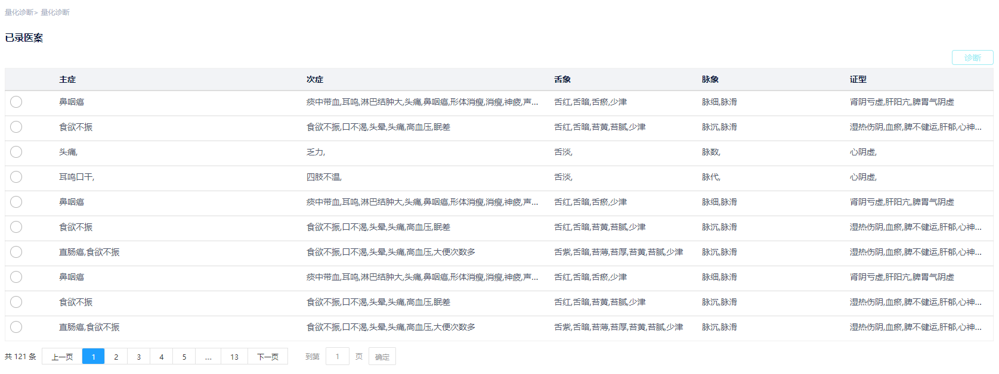 量化诊断> 量化诊断
已录医案
诊断
主症 次症 舌象 脉象 证型
鼻咽癌 痰中带血,耳鸣,淋巴结肿大,头痛,鼻咽癌,形体消瘦,消瘦,神疲,声... 舌红,舌暗,舌瘀,少津 脉细,脉滑 肾阴亏虚,肝阳亢,脾胃气阴虚
食欲不振 食欲不振,口不渴,头晕,头痛,高血压,眠差 舌红,舌暗,苔黄,苔腻,少津 脉沉,脉滑 湿热伤阴,血瘀,脾不健运,肝郁,心神...
头痛, 乏力, 舌淡, 脉数, 心阴虚,
耳鸣口干, 四肢不温, 舌淡, 脉代, 心阴虚,
鼻咽癌 痰中带血,耳鸣,淋巴结肿大,头痛,鼻咽癌,形体消瘦,消瘦,神疲,声... 舌红,舌暗,舌瘀,少津 脉细,脉滑 肾阴亏虚,肝阳亢,脾胃气阴虚
食欲不振 食欲不振,口不渴,头晕,头痛,高血压,眠差 舌红,舌暗,苔黄,苔腻,少津 脉沉,脉滑 湿热伤阴,血瘀,脾不健运,肝郁,心神...
直肠癌,食欲不振 食欲不振,口不渴,头晕,头痛,高血压,大便次数多 舌紫,舌暗,苔薄,苔厚,苔黄,苔腻,少津 脉沉,脉滑 湿热伤阴,血瘀,脾不健运,肝郁,心神...
鼻咽癌 痰中带血,耳鸣,淋巴结肿大,头痛,鼻咽癌,形体消瘦,消瘦,神疲,声... 舌红,舌暗,舌瘀,少津 脉细,脉滑 肾阴亏虚,肝阳亢,脾胃气阴虚
食欲不振 食欲不振,口不渴,头晕,头痛,高血压,眠差 舌红,舌暗,苔黄,苔腻,少津 脉沉,脉滑 湿热伤阴,血瘀,脾不健运,肝郁,心神...
直肠癌,食欲不振 食欲不振,口不渴,头晕,头痛,高血压,大便次数多 舌紫,舌暗,苔薄,苔厚,苔黄,苔腻,少津 脉沉,脉滑 湿热伤阴,血瘀,脾不健运,肝郁,心神...
共 121 条 上一页 1 2 3 4 5 ... 13 下一页 到第 1 页 确定